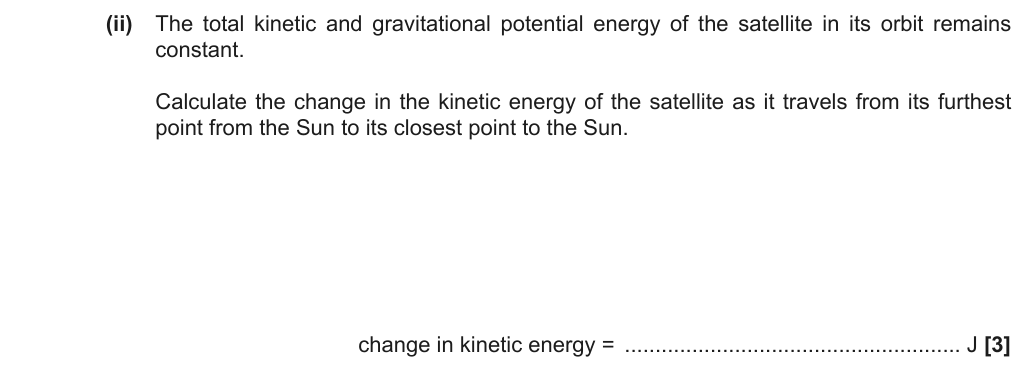 (ii) The total kinetic and gravitational potential energy of the satellite in its orbit remains
constant.
Calculate the change in the kinetic energy of the satellite as it travels from its furthest
point from the Sun to its closest point to the Sun.
change in kinetic energy = ....................................................... J [3]